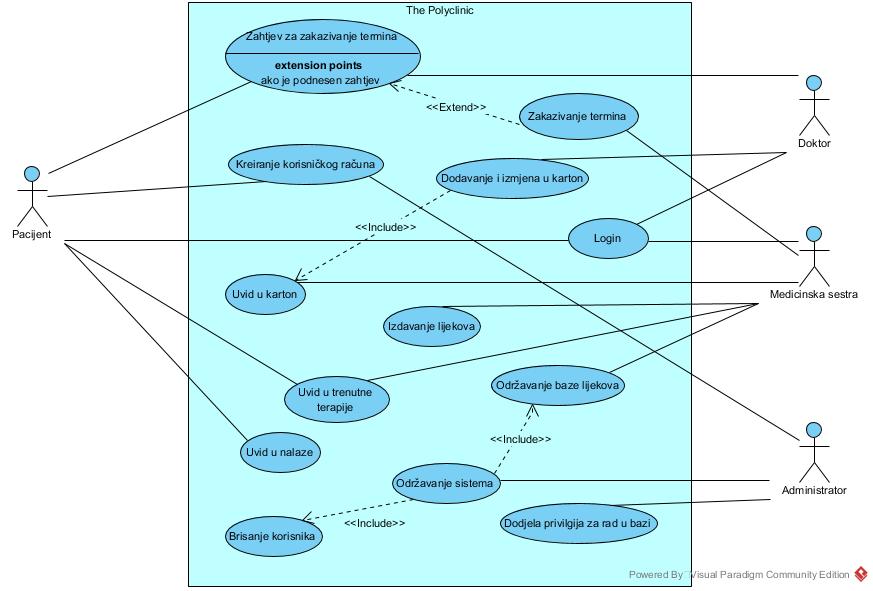 The Polyclinic
Zahtjev za zakazivanje termina
extension points
ako je podnesen zahtjev
<<Extend>>
Zakazivanje termina
Doktor
Kreiranje korisničkog računa
Dodavanje i izmjena u karton
Pacijent
<<Include>>
Login
Uvid u karton
Medicinska sestra
Izdavanje lijekova
Uvid u trenutne
terapije
Održavanje baze lijekova
<<Include>>
Uvid u nalaze
Održavanje sistema
Administrator
<<Include>>
Dodjela privilgija za rad u bazi
Brisanje korisnika
Powered By Visual Paradigm Community Edition